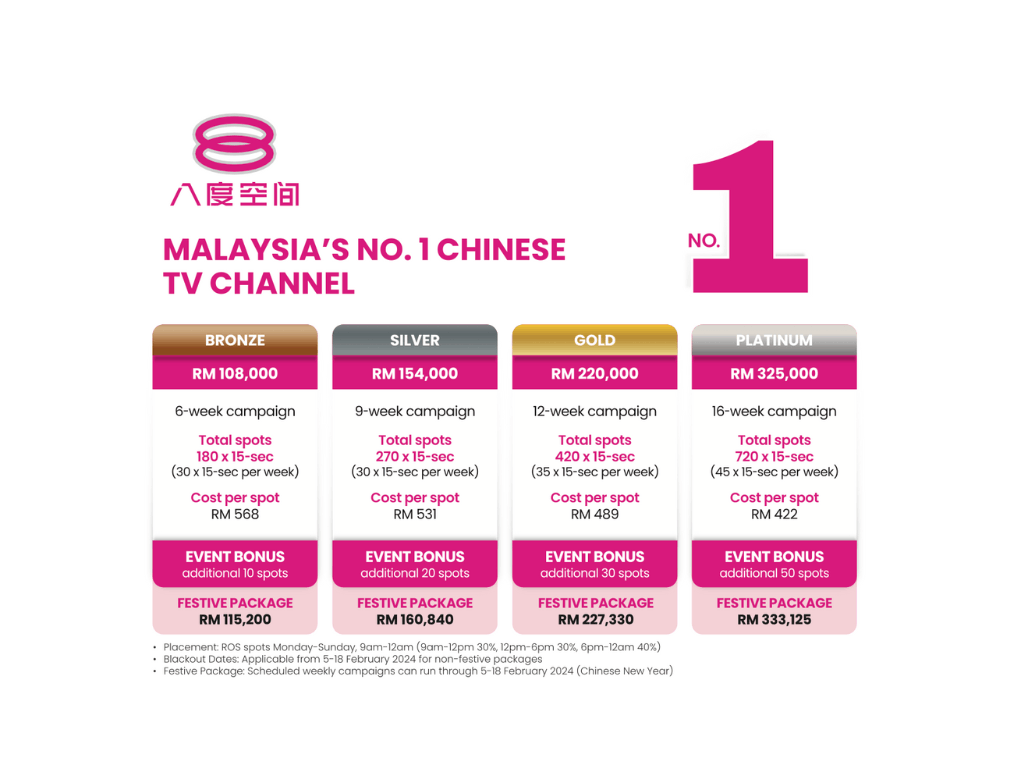 八度空间
MALAYSIA'S NO. 1 CHINESE
TV CHANNEL
NO. 1
BRONZE
RM 108,000
6-week campaign
Total spots
180 x 15-sec
(30 x 15-sec per week)
Cost per spot
RM 568
EVENT BONUS
additional 10 spots
FESTIVE PACKAGE
RM 115,200
SILVER
RM 154,000
9-week campaign
Total spots
270 x 15-sec
(30 x 15-sec per week)
Cost per spot
RM 531
EVENT BONUS
additional 20 spots
FESTIVE PACKAGE
RM 160,840
GOLD
RM 220,000
12-week campaign
Total spots
420 x 15-sec
(35 x 15-sec per week)
Cost per spot
RM 489
EVENT BONUS
additional 30 spots
FESTIVE PACKAGE
RM 227,330
PLATINUM
RM 325,000
16-week campaign
Total spots
720 x 15-sec
(45 x 15-sec per week)
Cost per spot
RM 422
EVENT BONUS
additional 50 spots
FESTIVE PACKAGE
RM 333,125
• Placement: ROS spots Monday-Sunday, 9am-12am (9am-12pm 30%, 12pm-6pm 30%, 6pm-12am 40%)
• Blackout Dates: Applicable from 5-18 February 2024 for non-festive packages
• Festive Package: Scheduled weekly campaigns can run through 5-18 February 2024 (Chinese New Year)